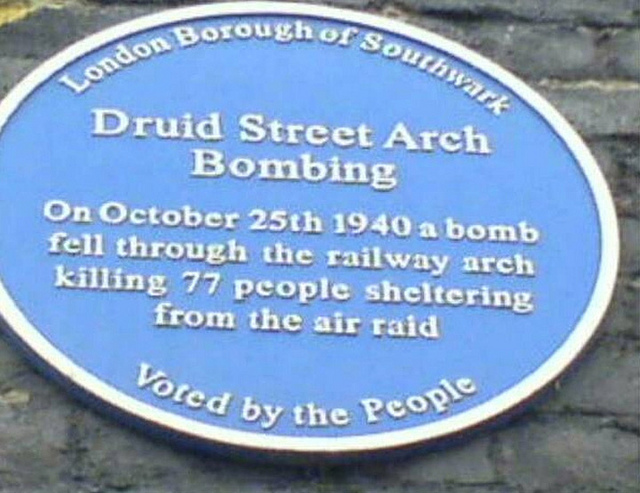 London Borough of Southwark
Druid Street Arch
Bombing
On October 25th 1940 a bomb
fell through the railway arch
killing 77 people sheltering
from the air raid
Voted by the People